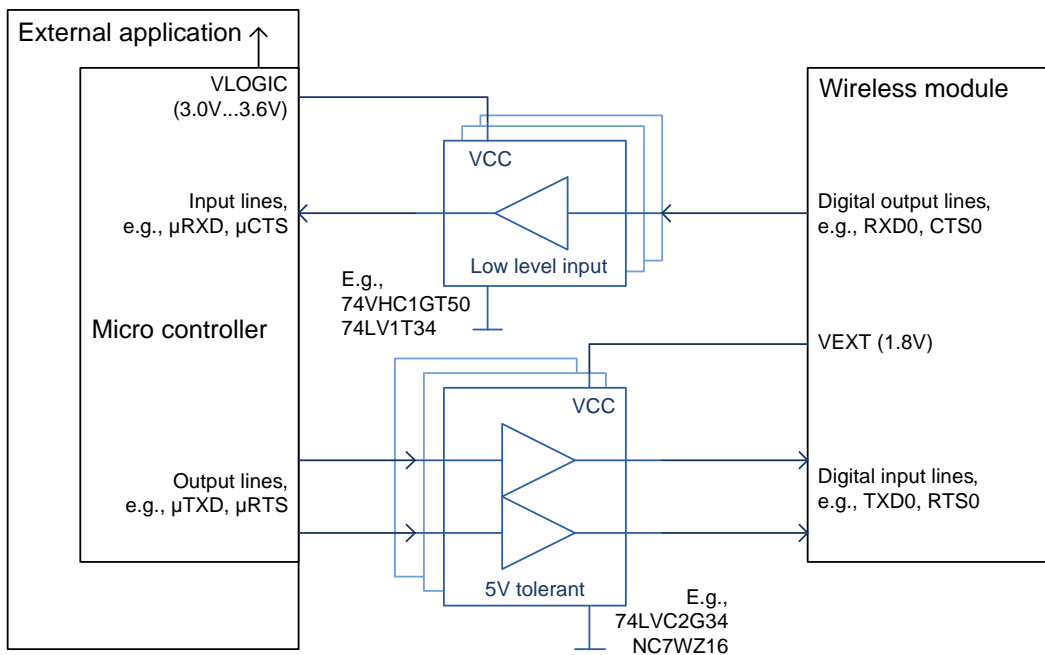 External application
VLOGIC
(3.0V...3.6V)
Wireless module
VCC
Input lines,
e.g., µRXD, µCTS
Digital output lines,
e.g., RXD0, CTS0
Low level input
E.g.,
74VHC1GT50
74LV1T34
Micro controller
VEXT (1.8V)
VCC
Output lines,
e.g., µTXD, µRTS
Digital input lines,
e.g., TXD0, RTS0
5V tolerant
E.g.,
74LVC2G34
NC7WZ16